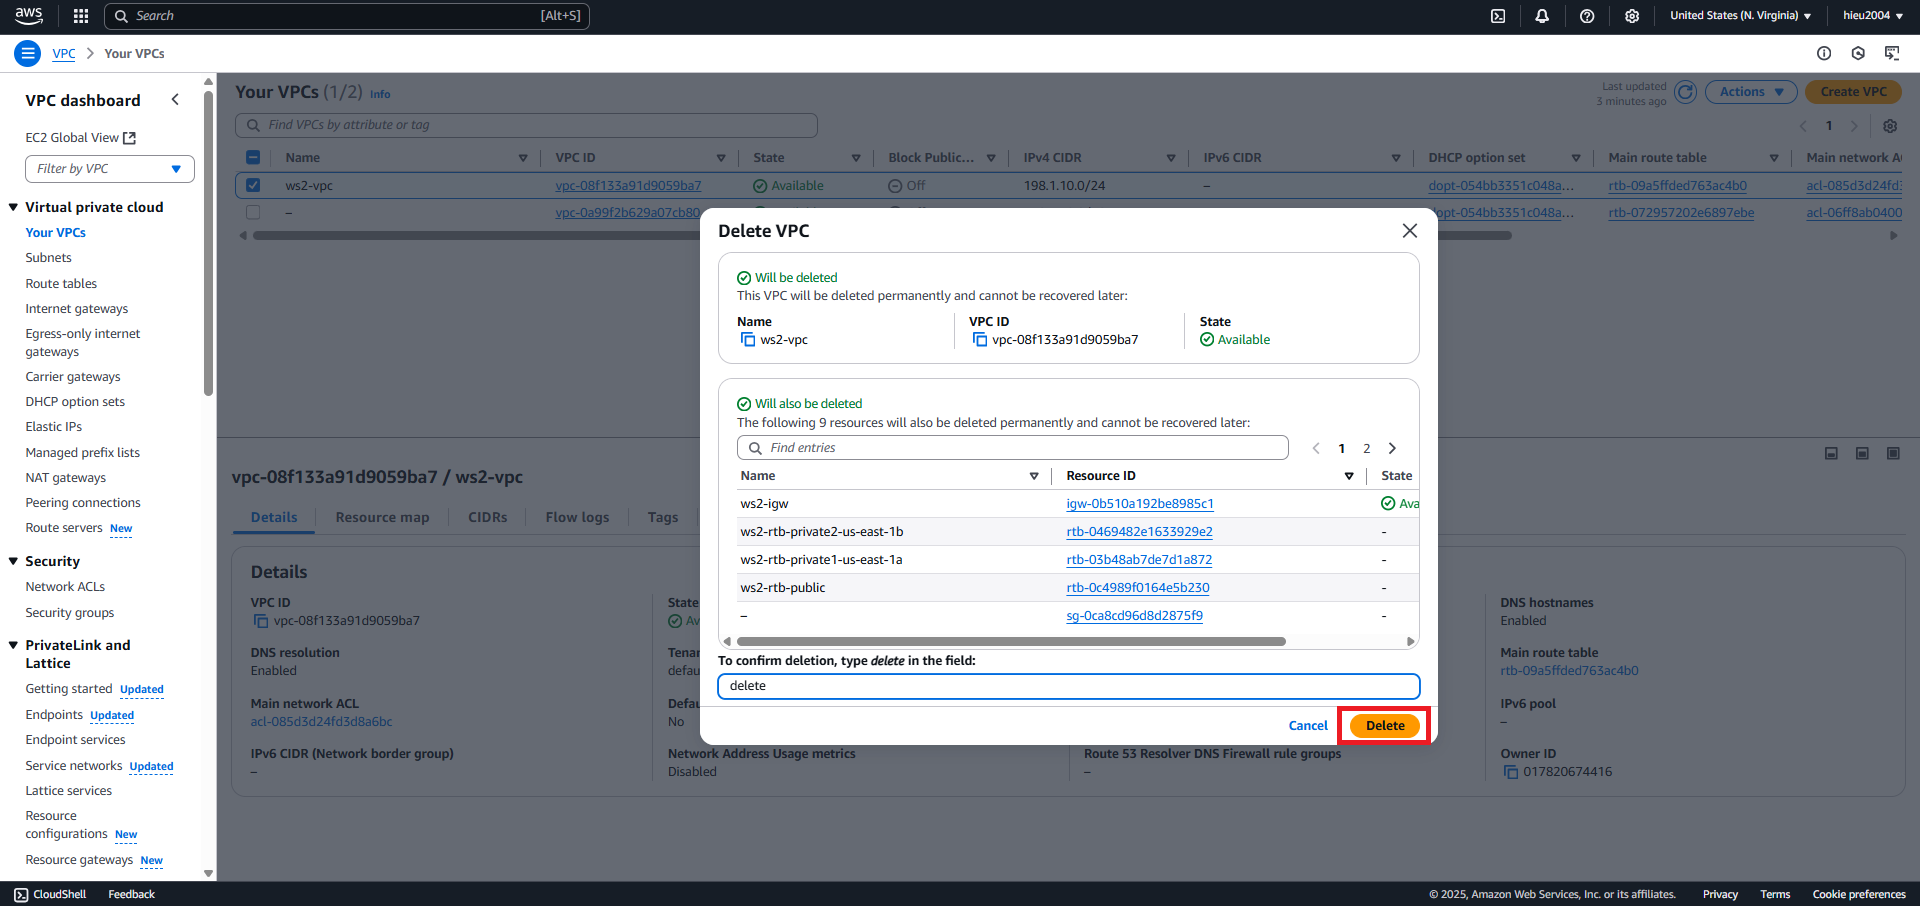 aws
Search [Alt+S]
United States (N. Virginia)
hieu2004
VPC > Your VPCs
VPC dashboard
EC2 Global View
Filter by VPC
Virtual private cloud
Your VPCs
Subnets
Route tables
Internet gateways
Egress-only internet
gateways
Carrier gateways
DHCP option sets
Elastic IPs
Managed prefix lists
NAT gateways
Peering connections
Route servers New
Security
Network ACLs
Security groups
PrivateLink and
Lattice
Getting started Updated
Endpoints Updated
Endpoint services
Service networks Updated
Lattice services
Resource
configurations New
Resource gateways New
Your VPCs (1/2) Info
Last updated
3 minutes ago
Actions
Create VPC
Find VPCs by attribute or tag
1
Name VPC ID State Block Public... IPv4 CIDR IPv6 CIDR DHCP option set Main route table Main network A
ws2-vpc vpc-08f133a91d9059ba7 Available Off 198.1.10.0/24 – dopt-054bb3351c048a... rtb-09a5ffded763ac4b0 acl-085d3d24fd3
– vpc-0a99f2b629a07cb80 dopt-054bb3351c048a... rtb-072957202e6897ebe acl-06ff8ab0400
Delete VPC
Will be deleted
This VPC will be deleted permanently and cannot be recovered later:
Name VPC ID State
ws2-vpc vpc-08f133a91d9059ba7 Available
Will also be deleted
The following 9 resources will also be deleted permanently and cannot be recovered later:
Find entries
1 2
Name Resource ID State
ws2-igw igw-0b510a192be8985c1 Ava
ws2-rtb-private2-us-east-1b rtb-0469482e1633929e2 -
ws2-rtb-private1-us-east-1a rtb-03b48ab7de7d1a872 -
ws2-rtb-public rtb-0c4989f0164e5b230 -
– sg-0ca8cd96d8d2875f9 -
To confirm deletion, type delete in the field:
delete
Cancel Delete
vpc-08f133a91d9059ba7 / ws2-vpc
Details Resource map CIDRs Flow logs Tags
Details
VPC ID
vpc-08f133a91d9059ba7
State
Av
DNS hostnames
Enabled
DNS resolution
Enabled
Tenan
defau
Main route table
rtb-09a5ffded763ac4b0
Main network ACL
acl-085d3d24fd3d8a6bc
Defau
No
IPv6 pool
–
IPv6 CIDR (Network border group)
–
Network Address Usage metrics
Disabled
Route 53 Resolver DNS Firewall rule groups
–
Owner ID
017820674416
CloudShell Feedback
© 2025, Amazon Web Services, Inc. or its affiliates. Privacy Terms Cookie preferences